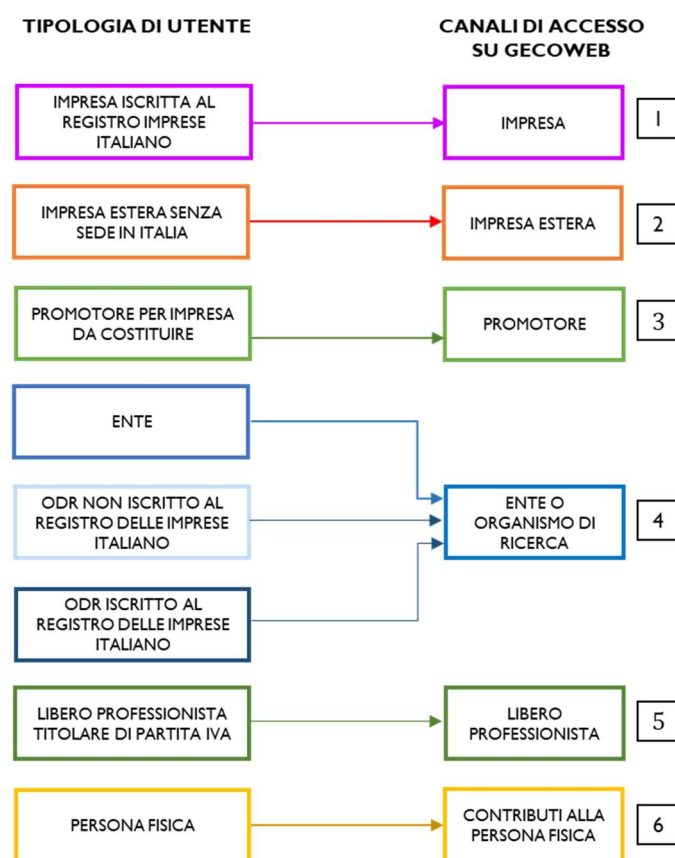 TIPOLOGIA DI UTENTE
CANALI DI ACCESSO
SU GECOWEB
IMPRESA ISCRITTA AL
REGISTRO IMPRESE
ITALIANO
IMPRESA
1
IMPRESA ESTERA SENZA
SEDE IN ITALIA
IMPRESA ESTERA
2
PROMOTORE PER IMPRESA
DA COSTITUIRE
PROMOTORE
3
ENTE
ODR NON ISCRITTO AL
REGISTRO DELLE IMPRESE
ITALIANO
ENTE O
ORGANISMO DI
RICERCA
4
ODR ISCRITTO AL
REGISTRO DELLE IMPRESE
ITALIANO
LIBERO PROFESSIONISTA
TITOLARE DI PARTITA IVA
LIBERO
PROFESSIONISTA
5
PERSONA FISICA
CONTRIBUTI ALLA
PERSONA FISICA
6